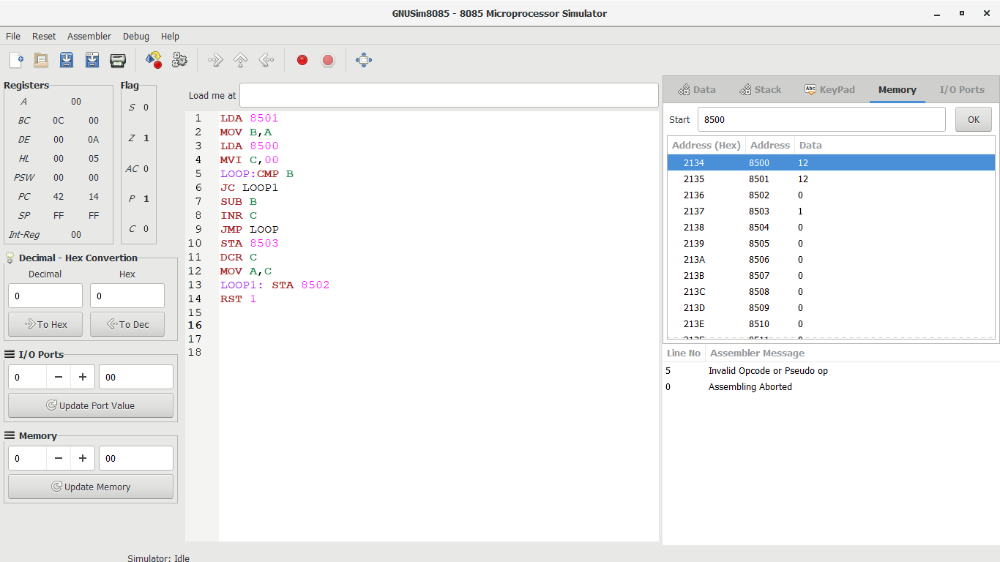 GNUSim8085 - 8085 Microprocessor Simulator
File Reset Assembler Debug Help
Registers
A 00
BC 0C 00
DE 00 0A
HL 00 05
PSW 00 00
PC 42 14
SP FF FF
Int-Reg 00
Flag
S 0
Z 1
AC 0
P 1
C 0
Decimal - Hex Convertion
Decimal Hex
0 0
To Hex To Dec
I/O Ports
0 − + 00
Update Port Value
Memory
0 − + 00
Update Memory
Load me at
1 LDA 8501
2 MOV B,A
3 LDA 8500
4 MVI C,00
5 LOOP:CMP B
6 JC LOOP1
7 SUB B
8 INR C
9 JMP LOOP
10 STA 8503
11 DCR C
12 MOV A,C
13 LOOP1: STA 8502
14 RST 1
15
16
17
18
Data Stack Abc KeyPad Memory I/O Ports
Start 8500 OK
Address (Hex) Address Data
2134 8500 12
2135 8501 12
2136 8502 0
2137 8503 1
2138 8504 0
2139 8505 0
213A 8506 0
213B 8507 0
213C 8508 0
213D 8509 0
213E 8510 0
Line No Assembler Message
5 Invalid Opcode or Pseudo op
0 Assembling Aborted
Simulator: Idle